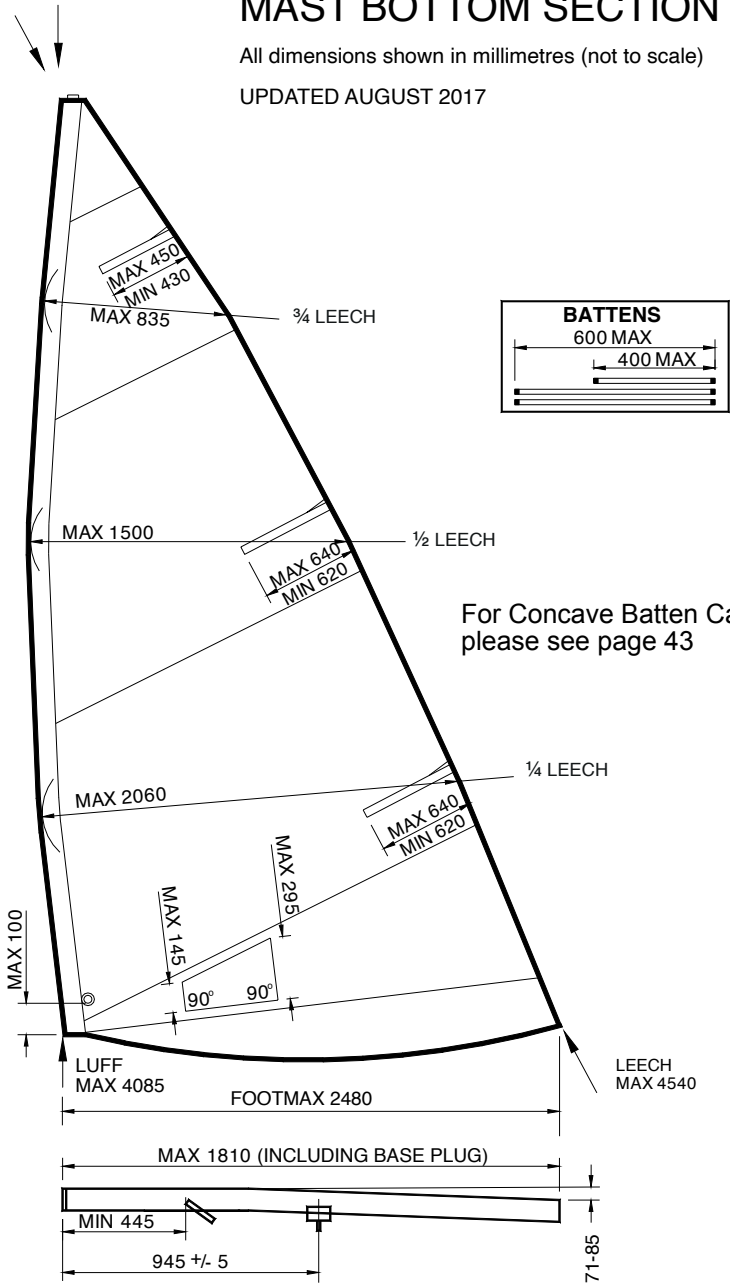 MAST BOTTOM SECTION
All dimensions shown in millimetres (not to scale)
UPDATED AUGUST 2017
MAX 450
MIN 430
MAX 835
¾ LEECH
BATTENS
600 MAX
400 MAX
MAX 1500
½ LEECH
MAX 640
MIN 620
For Concave Batten Ca
please see page 43
¼ LEECH
MAX 2060
MAX 640
MIN 620
MAX 295
MAX 145
MAX 100
90° 90°
LUFF
MAX 4085
LEECH
MAX 4540
FOOTMAX 2480
MAX 1810 (INCLUDING BASE PLUG)
MIN 445
945 +/- 5
71-85